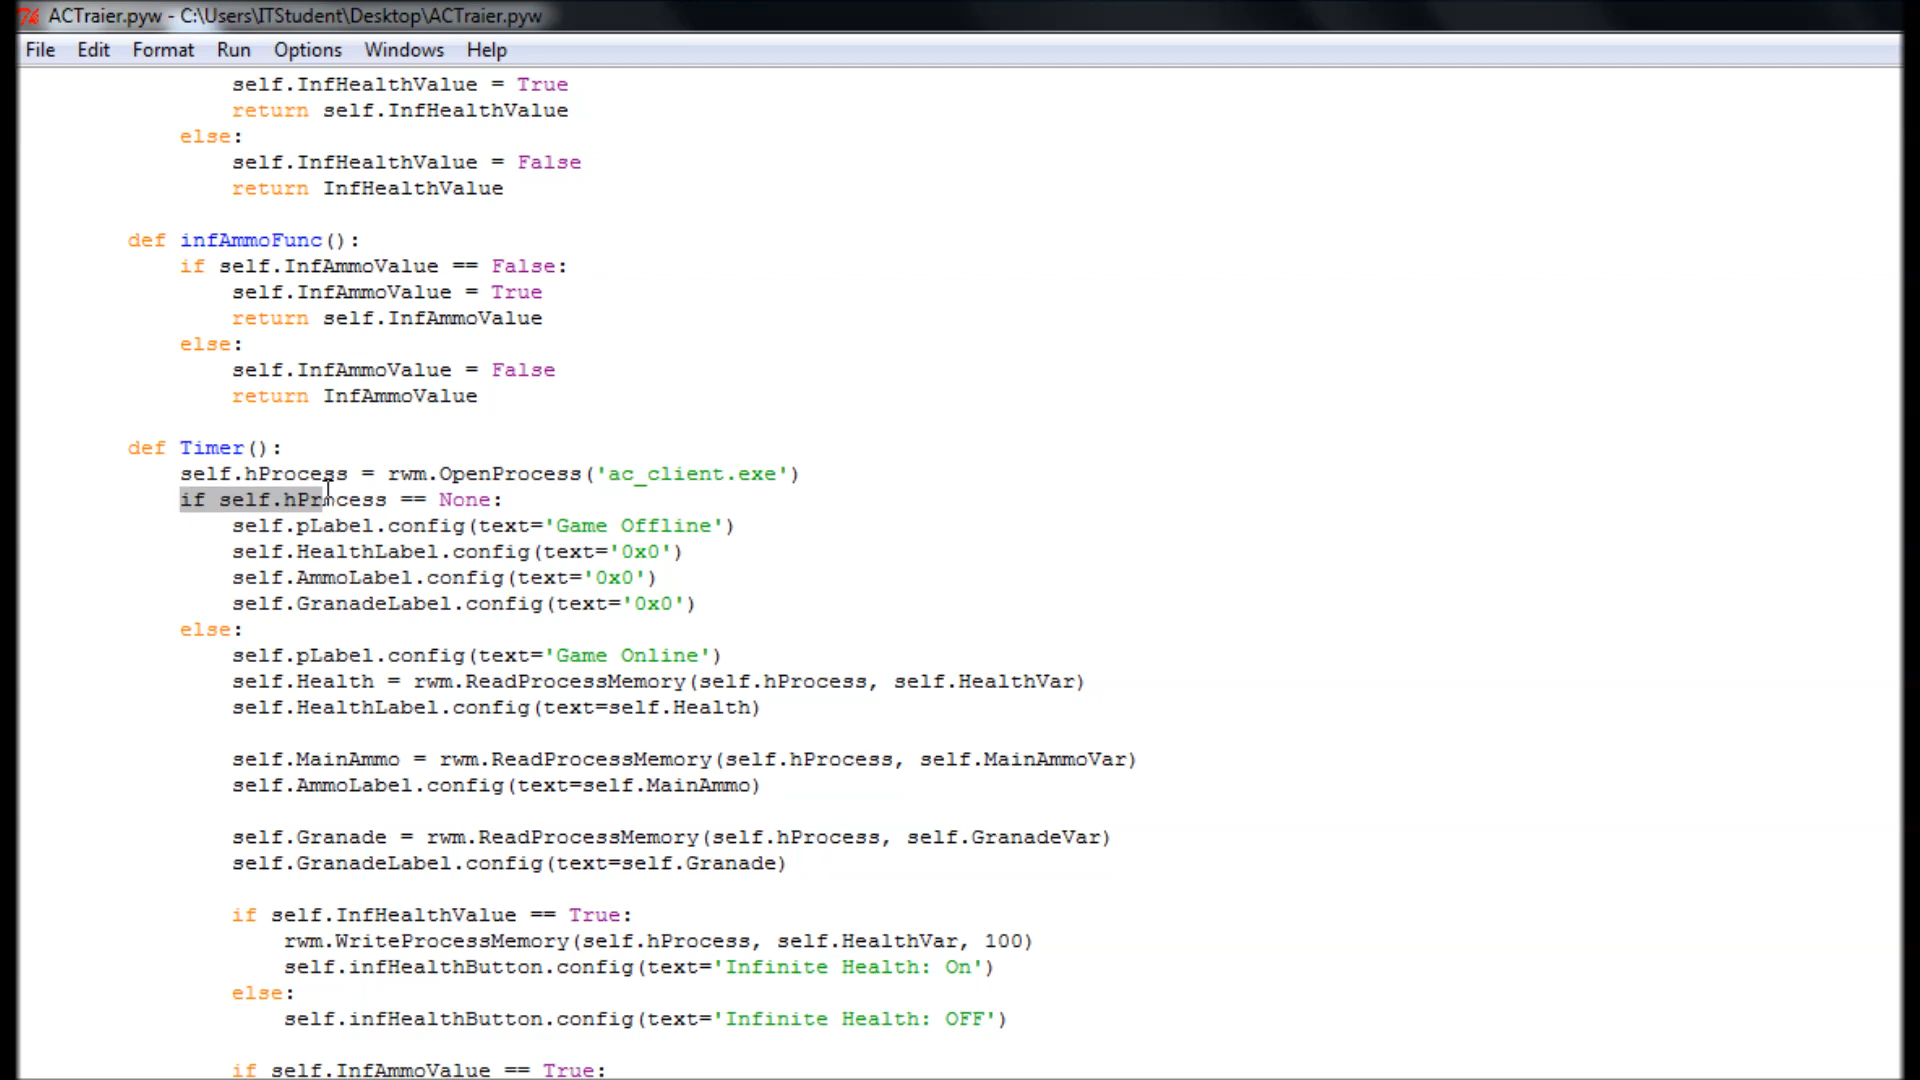 ACTraier.pyw - C:\Users\ITStudent\Desktop\ACTraier.pyw
File Edit Format Run Options Windows Help
self.InfHealthValue = True
return self.InfHealthValue
else:
self.InfHealthValue = False
return InfHealthValue
def infAmmoFunc():
if self.InfAmmoValue == False:
self.InfAmmoValue = True
return self.InfAmmoValue
else:
self.InfAmmoValue = False
return InfAmmoValue
def Timer():
self.hProcess = rwm.OpenProcess('ac_client.exe')
if self.hProcess == None:
self.pLabel.config(text='Game Offline')
self.HealthLabel.config(text='0x0')
self.AmmoLabel.config(text='0x0')
self.GranadeLabel.config(text='0x0')
else:
self.pLabel.config(text='Game Online')
self.Health = rwm.ReadProcessMemory(self.hProcess, self.HealthVar)
self.HealthLabel.config(text=self.Health)
self.MainAmmo = rwm.ReadProcessMemory(self.hProcess, self.MainAmmoVar)
self.AmmoLabel.config(text=self.MainAmmo)
self.Granade = rwm.ReadProcessMemory(self.hProcess, self.GranadeVar)
self.GranadeLabel.config(text=self.Granade)
if self.InfHealthValue == True:
rwm.WriteProcessMemory(self.hProcess, self.HealthVar, 100)
self.infHealthButton.config(text='Infinite Health: On')
else:
self.infHealthButton.config(text='Infinite Health: OFF')
if self.InfAmmoValue == True: